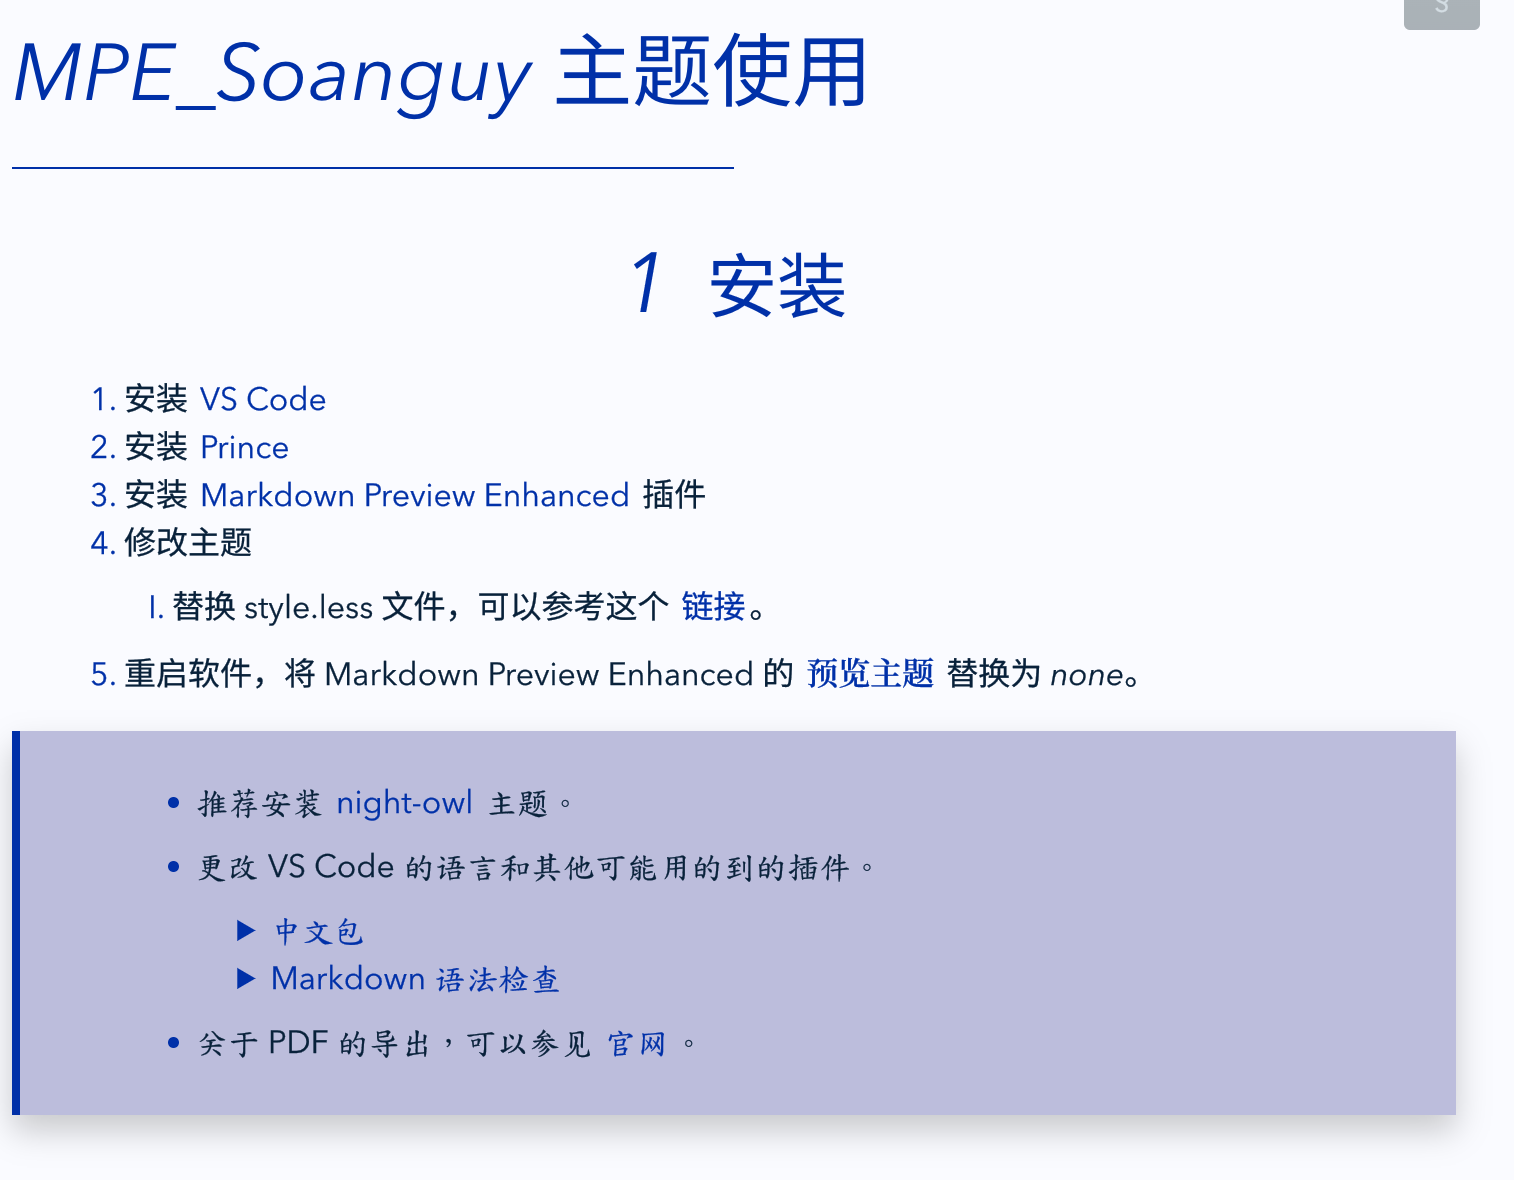 MPE_Soanguy 主题使用
1 安装
1. 安装 VS Code
2. 安装 Prince
3. 安装 Markdown Preview Enhanced 插件
4. 修改主题
I. 替换 style.less 文件，可以参考这个 链接。
5. 重启软件，将 Markdown Preview Enhanced 的 预览主题 替换为 none。
• 推荐安装 night-owl 主题。
• 更改 VS Code 的语言和其他可能用的到的插件。
▶ 中文包
▶ Markdown 语法检查
• 关于 PDF 的导出，可以参见 官网 。